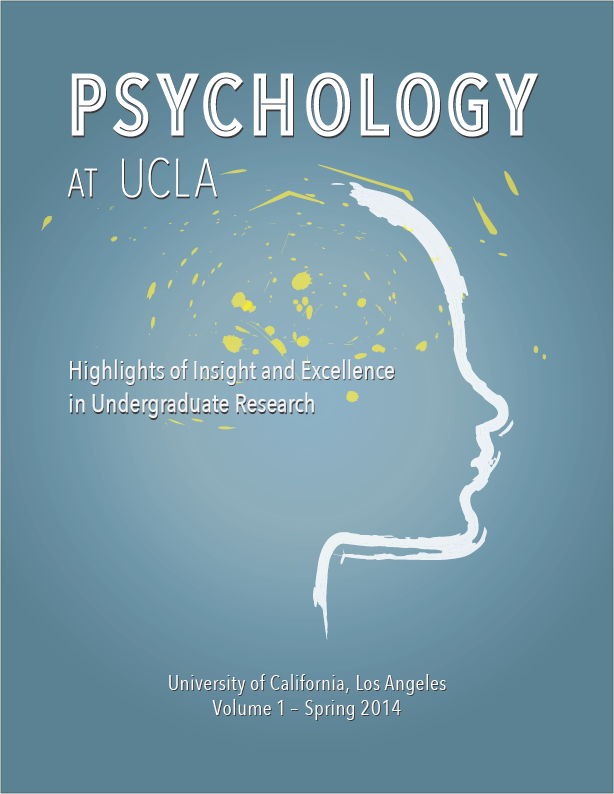 PSYCHOLOGY
AT UCLA
Highlights of Insight and Excellence
in Undergraduate Research
University of California, Los Angeles
Volume 1 – Spring 2014